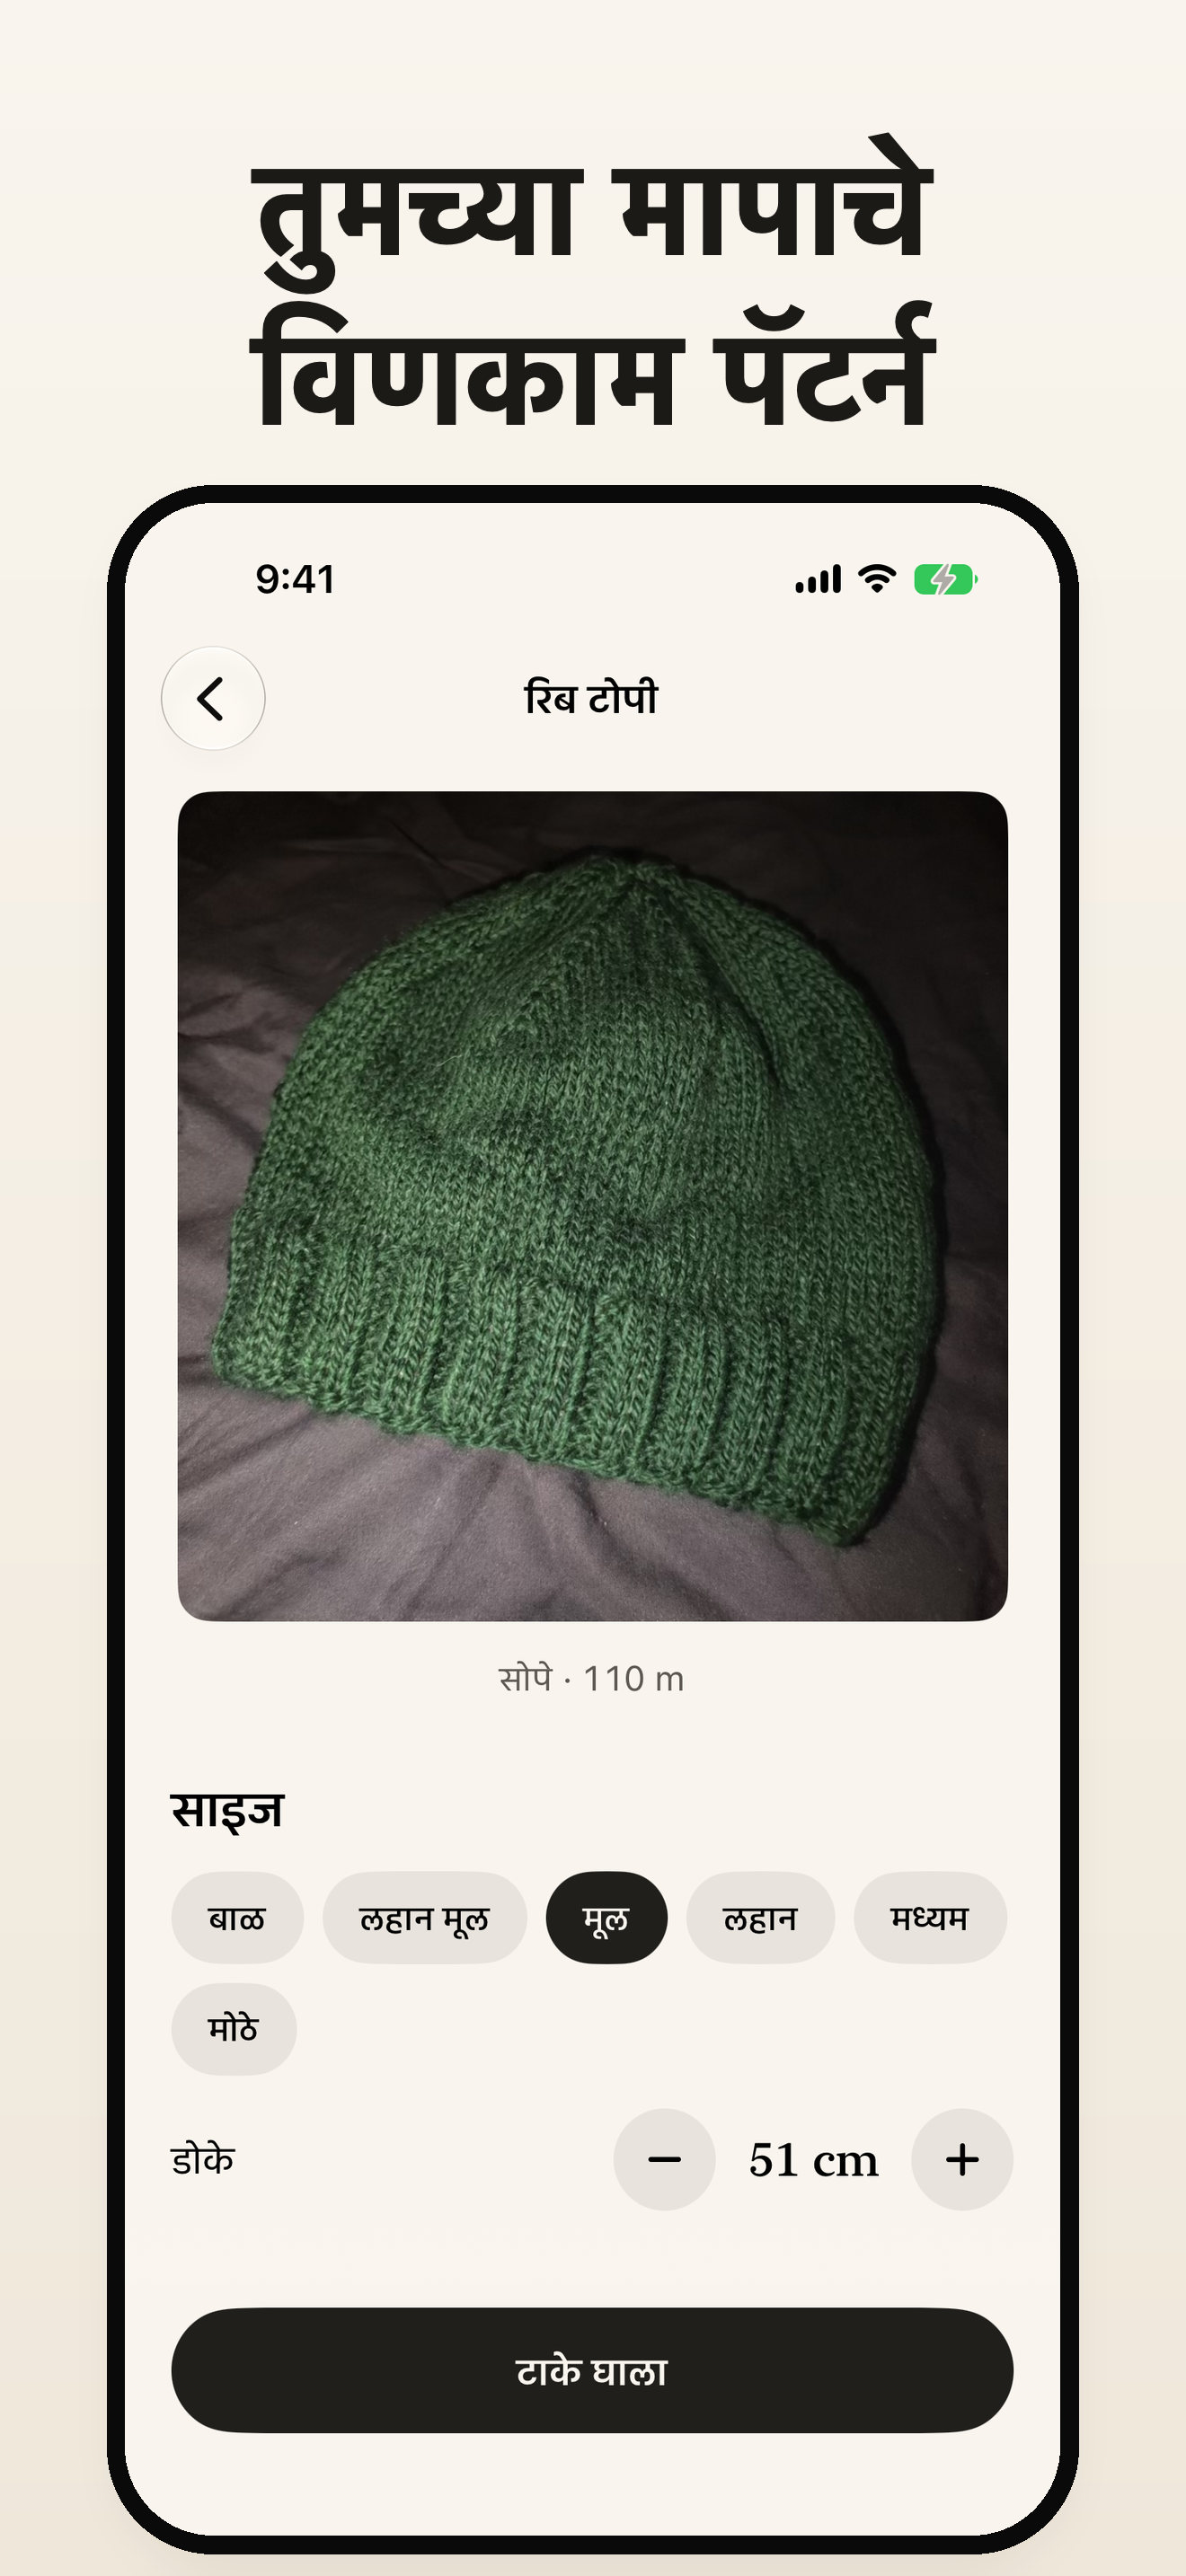 तुमच्या मापाचे
विणकाम पॅटर्न
9:41
रिब टोपी
सोपे · 110 m
साइज
बाळ लहान मूल मूल लहान मध्यम
मोठे
डोके 51 cm
टाके घाला